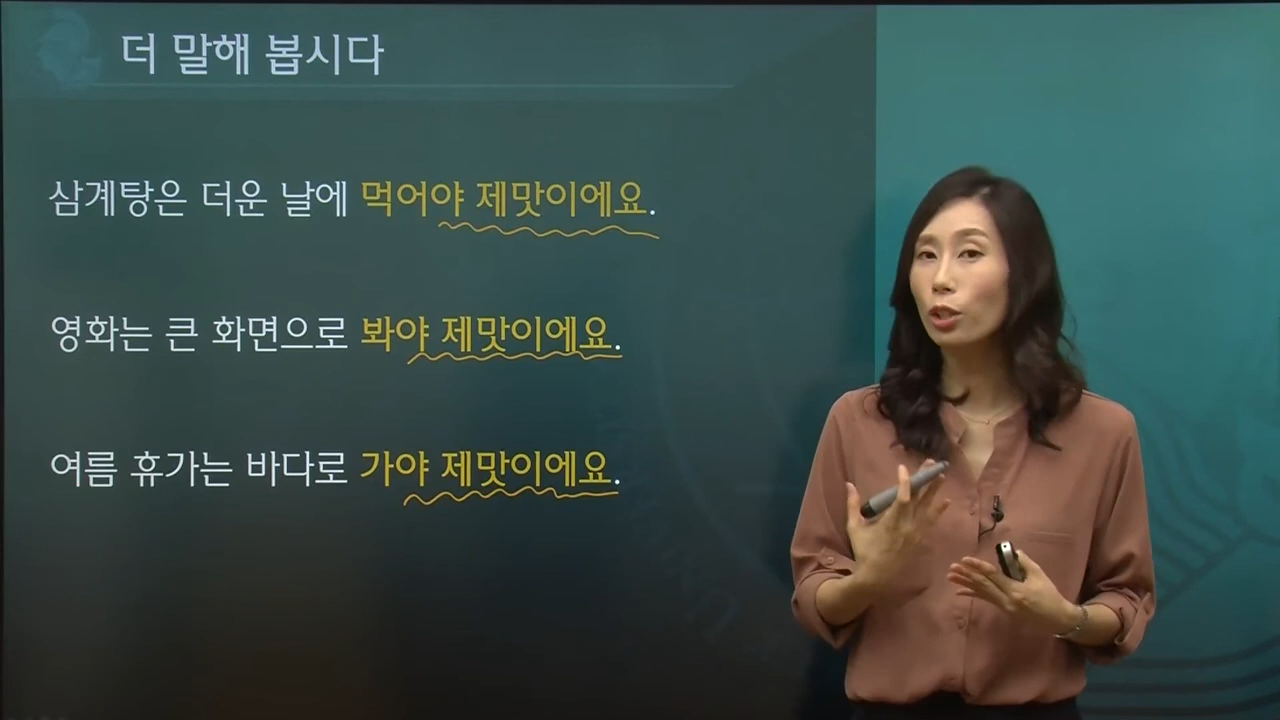 더 말해 봅시다
삼계탕은 더운 날에 먹어야 제맛이에요.
영화는 큰 화면으로 봐야 제맛이에요.
여름 휴가는 바다로 가야 제맛이에요.